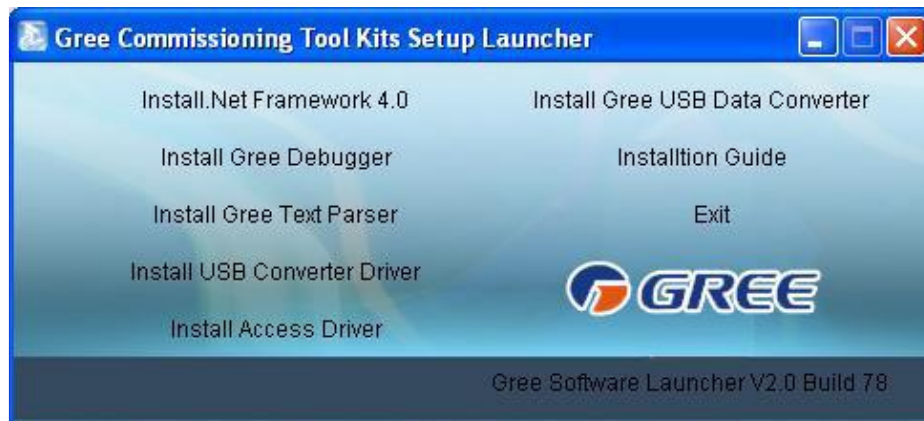 Gree Commissioning Tool Kits Setup Launcher
Install.Net Framework 4.0
Install Gree Debugger
Install Gree Text Parser
Install USB Converter Driver
Install Access Driver
Install Gree USB Data Converter
Installtion Guide
Exit
GREE
Gree Software Launcher V2.0 Build 78